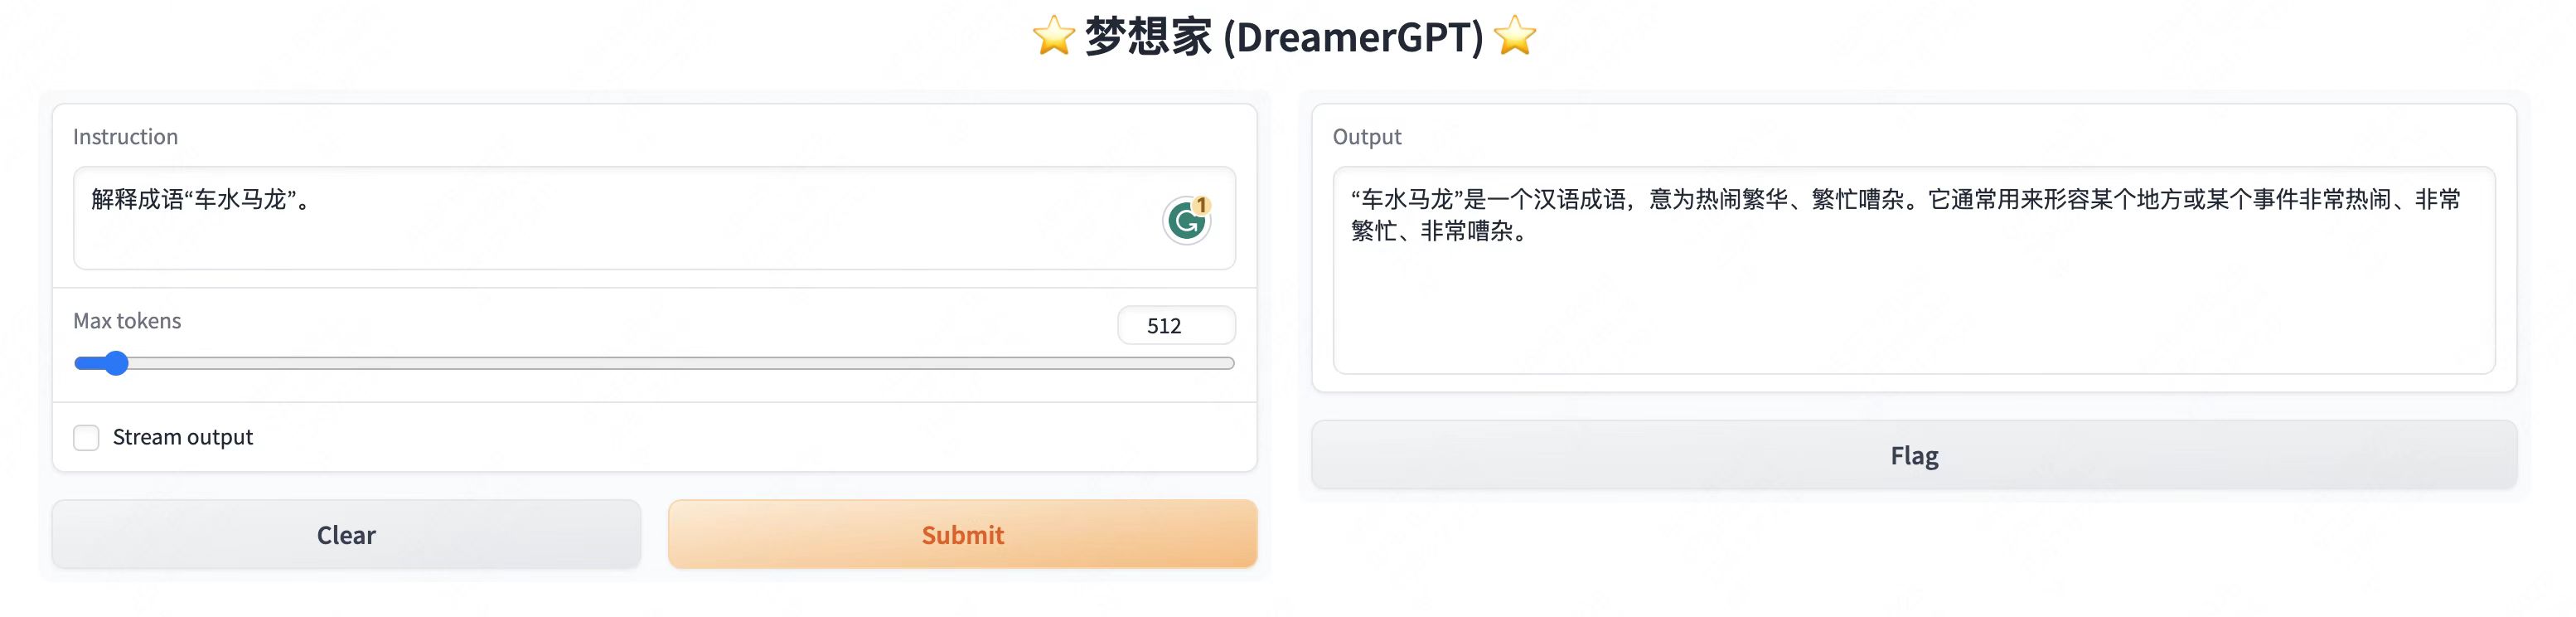 梦想家 (DreamerGPT)
Instruction
解释成语“车水马龙”。
1
Max tokens
512
Stream output
Clear
Submit
Output
“车水马龙”是一个汉语成语，意为热闹繁华、繁忙嘈杂。它通常用来形容某个地方或某个事件非常热闹、非常
繁忙、非常嘈杂。
Flag